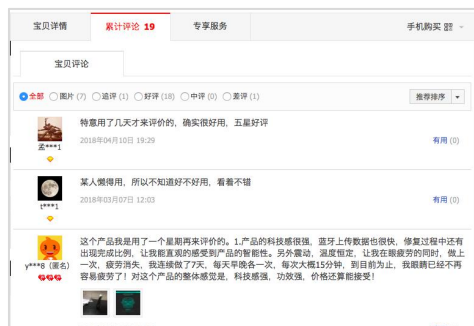 宝贝详情 累计评论 19 专享服务 手机购买
宝贝评论
全部 图片 (7) 追评 (1) 好评 (18) 中评 (0) 差评 (1) 推荐排序
特意用了几天才来评价的，确实很好用，五星好评
2018年04月10日 19:29 有用 (0)
孟***1
某人懒得用，所以不知道好不好用，看着不错
2018年03月07日 12:03 有用 (0)
t***1
这个产品我是用了一个星期再来评价的。1.产品的科技感很强，蓝牙上传数据也很快，修复过程中还有
出现完成比例，让我能直观的感受到产品的智能性。另外震动，温度恒定，让我在眼疲劳的同时，做上
y***8（匿名） 一次，疲劳消失，我连续做了7天，每天早晚各一次，每次大概15分钟，到目前为止，我眼睛已经不再
容易疲劳了！对这个产品的整体感觉是，科技感强，功效强，价格还算能接受！